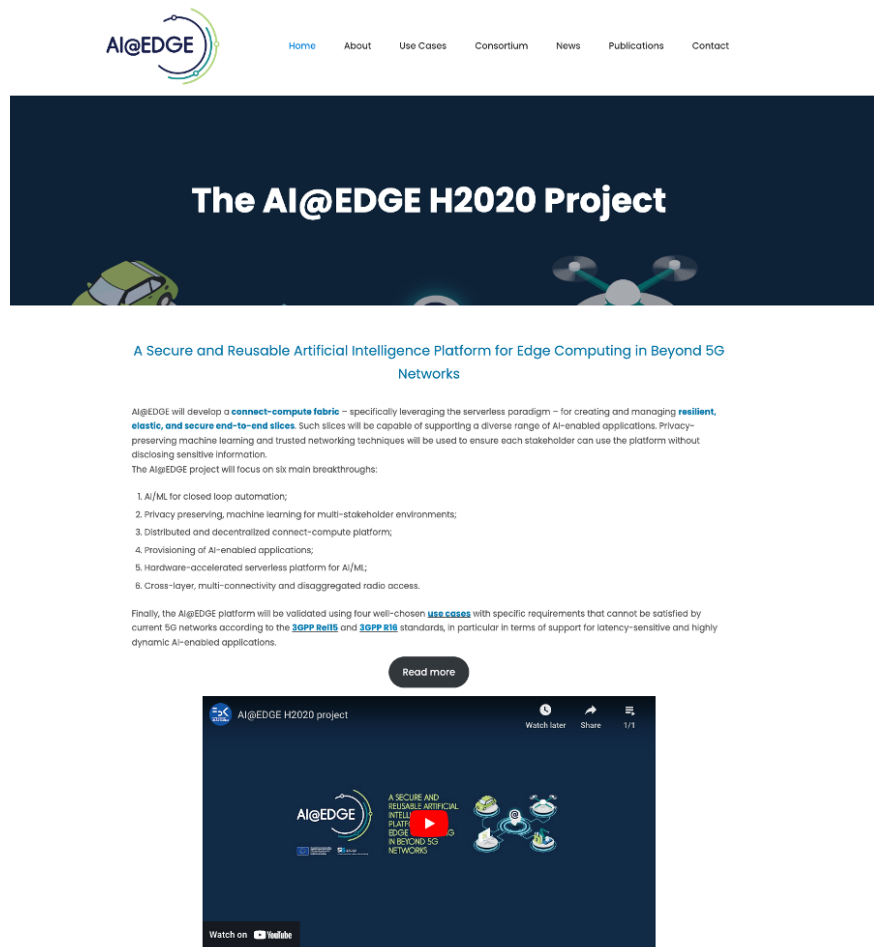 AI@EDGE
Home About Use Cases Consortium News Publications Contact
The AI@EDGE H2020 Project
A Secure and Reusable Artificial Intelligence Platform for Edge Computing in Beyond 5G
Networks
AI@EDGE will develop a connect-compute fabric – specifically leveraging the serverless paradigm – for creating and managing resilient,
elastic, and secure end-to-end slices. Such slices will be capable of supporting a diverse range of AI-enabled applications. Privacy-
preserving machine learning and trusted networking techniques will be used to ensure each stakeholder can use the platform without
disclosing sensitive information.
The AI@EDGE project will focus on six main breakthroughs:
1. AI/ML for closed loop automation;
2. Privacy preserving, machine learning for multi-stakeholder environments;
3. Distributed and decentralized connect-compute platform;
4. Provisioning of AI-enabled applications;
5. Hardware-accelerated serverless platform for AI/ML;
6. Cross-layer, multi-connectivity and disaggregated radio access.
Finally, the AI@EDGE platform will be validated using four well-chosen use cases with specific requirements that cannot be satisfied by
current 5G networks according to the 3GPP Rel15 and 3GPP R16 standards, in particular in terms of support for latency-sensitive and highly
dynamic AI-enabled applications.
Read more
AI@EDGE H2020 project
Watch later Share 1/1
AI@EDGE
A SECURE AND
REUSABLE ARTIFICIAL
EDGE
IN BEYOND 5G
NETWORKS
Watch on YouTube